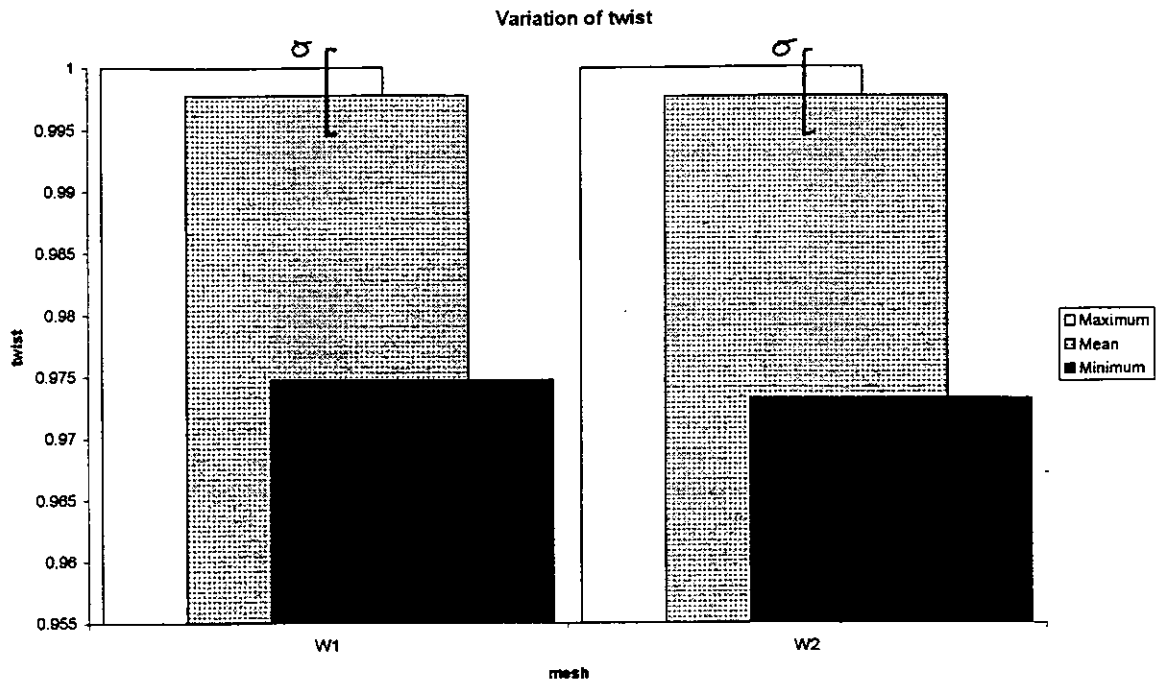 Variation of twist
σ
σ
1
0.995
0.99
0.985
0.98
0.975
0.97
0.965
0.96
0.955
twist
W1
W2
mesh
Maximum
Mean
Minimum